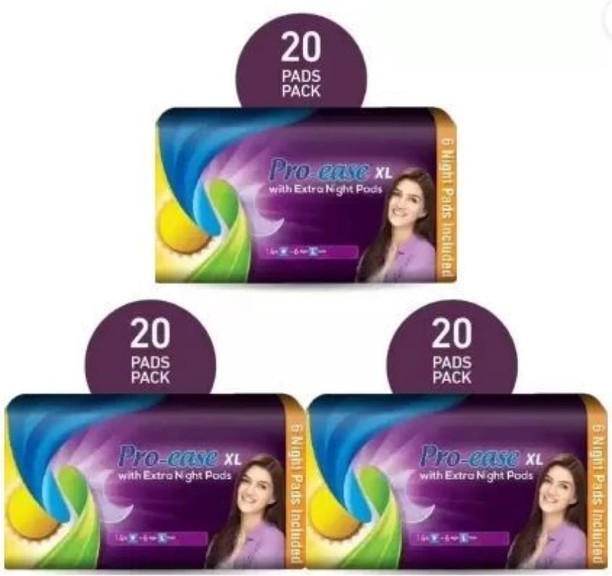 20
PADS
PACK
Pro-ease XL
with Extra Night Pads
6 Night Pads Included
20
PADS
PACK
Pro-ease XL
with Extra Night Pads
6 Night Pads Included
20
PADS
PACK
Pro-ease XL
with Extra Night Pads
6 Night Pads Included